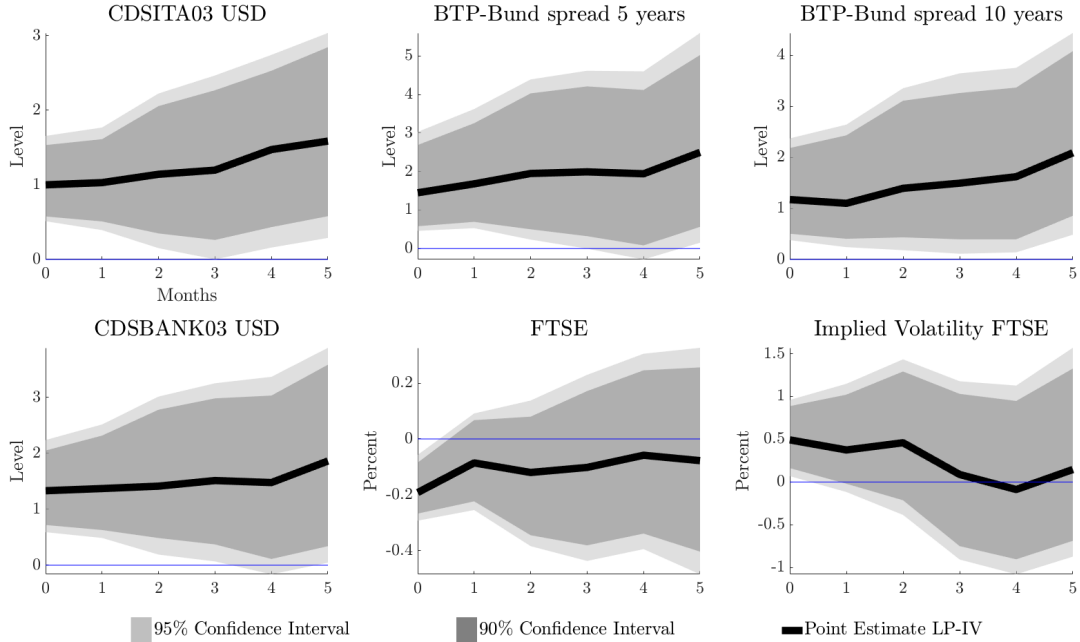 CDSITA03 USD
BTP-Bund spread 5 years
BTP-Bund spread 10 years
Level
3
2
1
0
0 1 2 3 4 5
Months
Level
5
4
3
2
1
0
0 1 2 3 4 5
Level
4
3
2
1
0
0 1 2 3 4 5
CDSBANK03 USD
FTSE
Implied Volatility FTSE
Level
3
2
1
0
0 1 2 3 4 5
Percent
0.2
0
-0.2
-0.4
0 1 2 3 4 5
Percent
1.5
1
0.5
0
-0.5
-1
0 1 2 3 4 5
95% Confidence Interval
90% Confidence Interval
Point Estimate LP-IV